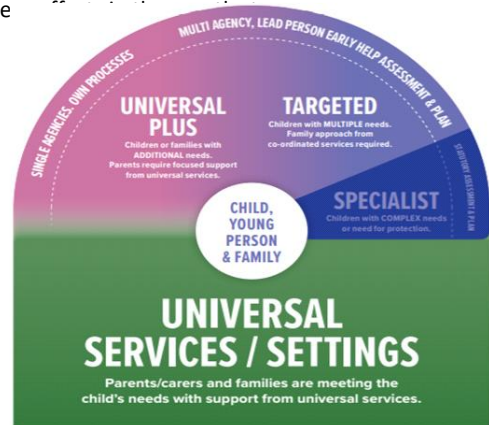 e
SINGLE AGENCIES, OWN PROCESSES
MULTI AGENCY, LEAD PERSON EARLY HELP ASSESSMENT & PLAN
STATUTORY ASSESSMENT & PLAN
UNIVERSAL
PLUS
Children or families with
ADDITIONAL needs.
Parents require focused support
from universal services.
TARGETED
Children with MULTIPLE needs.
Family approach from
co-ordinated services required.
SPECIALIST
Children with COMPLEX needs
or need for protection.
CHILD,
YOUNG
PERSON
& FAMILY
UNIVERSAL
SERVICES / SETTINGS
Parents/carers and families are meeting the
child's needs with support from universal services.